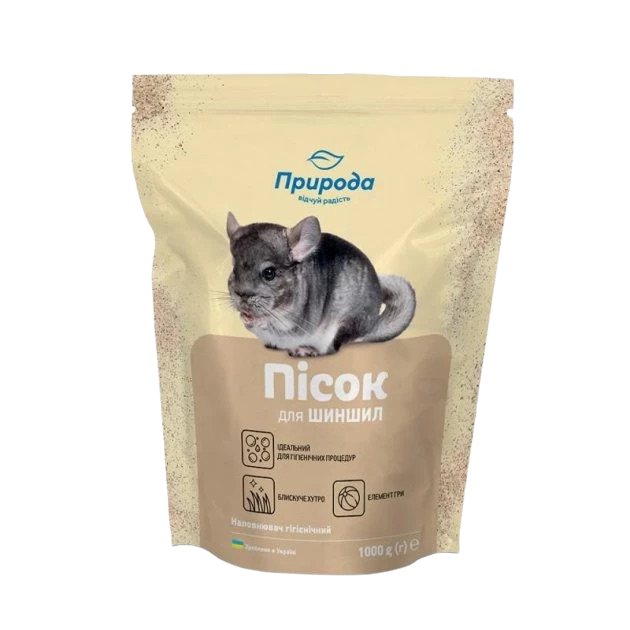 Природа
відчуй радість
Пісок
для ШИНШИЛ
ІДЕАЛЬНИЙ
ДЛЯ ГІГІЄНІЧНИХ ПРОЦЕДУР
БЛИСКУЧЕ ХУТРО
ЕЛЕМЕНТ ГРИ
Наповнювач гігієнічний
Зроблено в Україні
1000 g (г) ℮